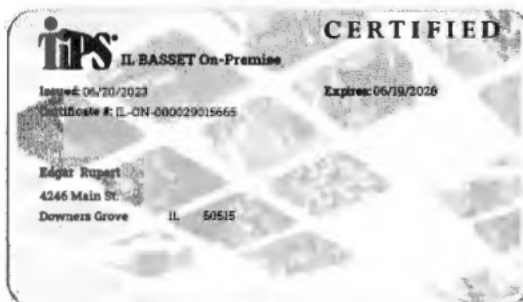 CERTIFIED
TiPS IL BASSET On-Premise
Issued: 06/20/2023 Expires: 06/19/2026
Certificate #: IL-ON-000029015665
Edgar Rupert
4246 Main St.
Downers Grove IL 60515